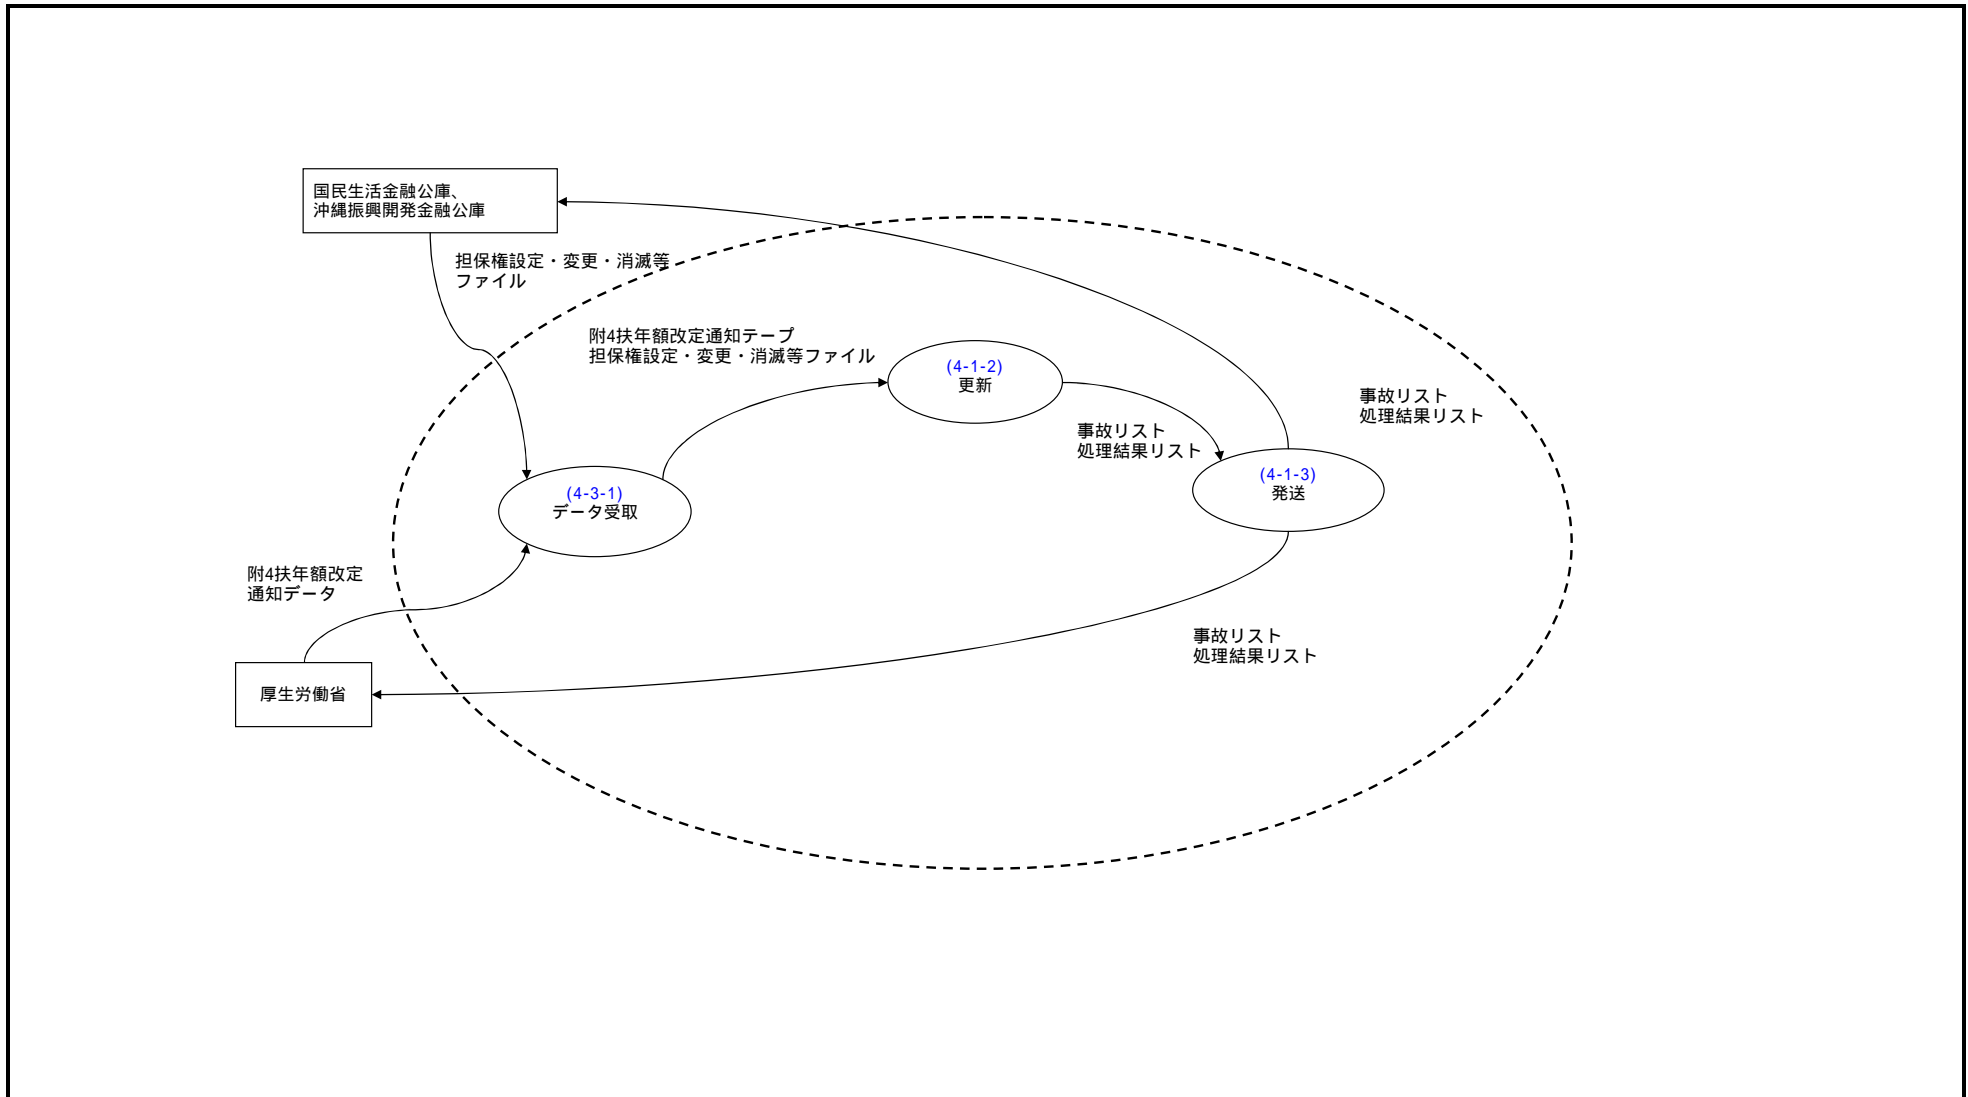 国民生活金融公庫、
沖縄振興開発金融公庫
担保権設定・変更・消滅等
ファイル
附4扶年額改定通知テープ
担保権設定・変更・消滅等ファイル
(4-1-2)
更新
事故リスト
処理結果リスト
事故リスト
処理結果リスト
(4-1-3)
発送
(4-3-1)
データ受取
附4扶年額改定
通知データ
事故リスト
処理結果リスト
厚生労働省